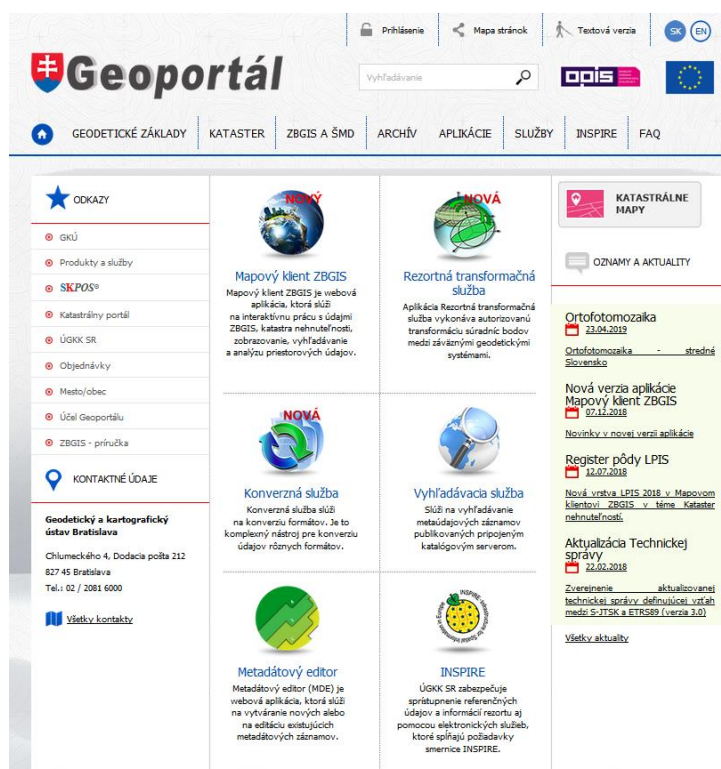 Prihlásenie
Mapa stránok
Textová verzia
SK
EN
Geoportál
Vyhľadávanie
opis
GEODETICKÉ ZÁKLADY
KATASTER
ZBGIS A ŠMD
ARCHÍV
APLIKÁCIE
SLUŽBY
INSPIRE
FAQ
ODKAZY
GKÚ
Produkty a služby
SKPOS®
Katastrálny portál
ÚGKK SR
Objednávky
Mesto/obec
Účel Geoportálu
ZBGIS - príručka
KONTAKTNÉ ÚDAJE
Geodetický a kartografický
ústav Bratislava
Chlumeckého 4, Dodacia pošta 212
827 45 Bratislava
Tel.: 02 / 2081 6000
Všetky kontakty
NOVÝ
Mapový klient ZBGIS
Mapový klient ZBGIS je webová
aplikácia, ktorá slúži
na interaktívnu prácu s údajmi
ZBGIS, katastra nehnuteľností,
zobrazovanie, vyhľadávanie
a analýzu priestorových údajov.
NOVÁ
Rezortná transformačná
služba
Aplikácia Rezortná transformačná
služba vykonáva autorizovanú
transformáciu súradníc bodov
medzi záväznými geodetickými
systémami.
NOVÁ
Konverzná služba
Konverzná služba slúži
na konverziu formátov. Je to
komplexný nástroj pre konverziu
údajov rôznych formátov.
Vyhľadávacia služba
Slúži na vyhľadávanie
metaúdajových záznamov
publikovaných pripojeným
katalógovým serverom.
Metadátový editor
Metadátový editor (MDE) je
webová aplikácia, ktorá slúži
na vytváranie nových alebo
na editáciu existujúcich
metadátových záznamov.
INSPIRE
ÚGKK SR zabezpečuje
sprístupnenie referenčných
údajov a informácií rezortu aj
pomocou elektronických služieb,
ktoré spĺňajú požiadavky
smernice INSPIRE.
KATASTRÁLNE
MAPY
OZNAMY A AKTUALITY
Ortofotomozaika
23.04.2019
Ortofotomozaika - stredné
Slovensko
Nová verzia aplikácie
Mapový klient ZBGIS
07.12.2018
Novinky v novej verzii aplikácie
Register pôdy LPIS
12.07.2018
Nová vrstva LPIS 2018 v Mapovom
klientovi ZBGIS v téme Kataster
nehnuteľností.
Aktualizácia Technickej
správy
22.02.2018
Zverejnenie aktualizovanej
technickej správy definujúcej vzťah
medzi S-JTSK a ETRS89 (verzia 3.0)
Všetky aktuality